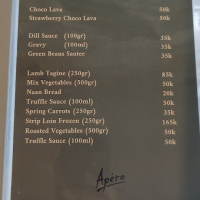 Choco Lava 50k
Strawberry Choco Lava 50k
Dill Sauce (100gr) 35k
Gravy (100ml) 35k
Green Beans Sautee 35k
Lamb Tagine (250gr) 85k
Mix Vegetables (500gr) 50k
Naan Bread 20k
Truffle Sauce (100ml) 50k
Spring Carrots (250gr) 35k
Strip Loin Frozen (250gr) 165k
Roasted Vegetables (500gr) 50k
Truffle Sauce (100ml) 50k
Apéro